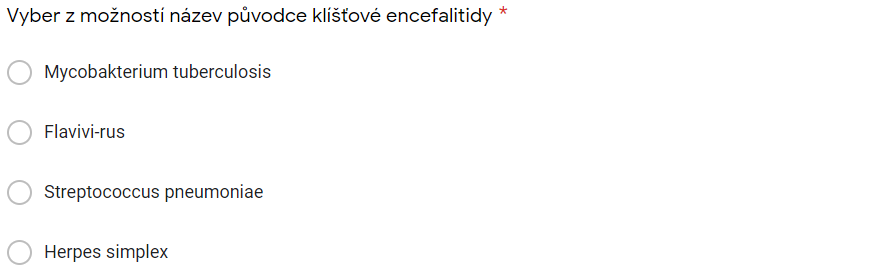 Vyber z možností název původce klíšťové encefalitidy *
Mycobakterium tuberculosis
Flavivi-rus
Streptococcus pneumoniae
Herpes simplex